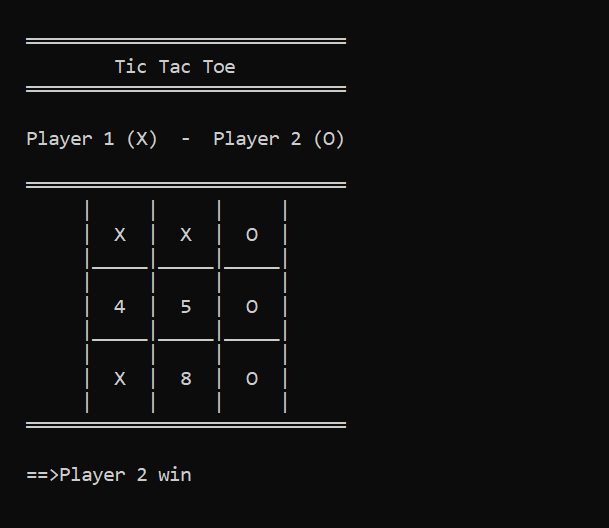 Tic Tac Toe
Player 1 (X) - Player 2 (O)
X X O
4 5 O
X 8 O
==>Player 2 win